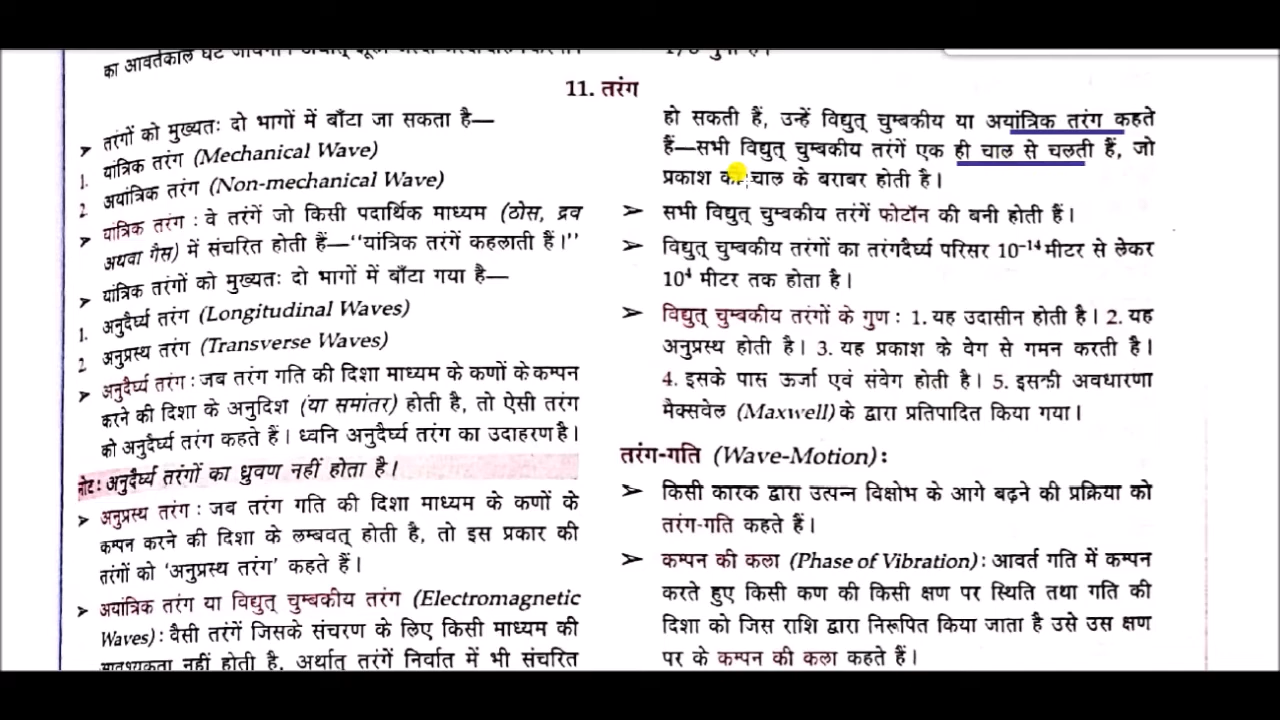 का आवर्तकाल घट जायेगा। अर्थात्
11. तरंग
➤ तरंगों को मुख्यतः दो भागों में बाँटा जा सकता है—
1. यांत्रिक तरंग (Mechanical Wave)
2 अयांत्रिक तरंग (Non-mechanical Wave)
➤ यांत्रिक तरंग : वे तरंगें जो किसी पदार्थिक माध्यम (ठोस, द्रव
अथवा गैस) में संचरित होती हैं—‘‘यांत्रिक तरंगें कहलाती हैं।’’
➤ यांत्रिक तरंगों को मुख्यतः दो भागों में बाँटा गया है—
1. अनुदैर्घ्य तरंग (Longitudinal Waves)
2 अनुप्रस्थ तरंग (Transverse Waves)
➤ अनुदैर्घ्य तरंग : जब तरंग गति की दिशा माध्यम के कणों के कम्पन
करने की दिशा के अनुदिश (या समांतर) होती है, तो ऐसी तरंग
को अनुदैर्घ्य तरंग कहते हैं। ध्वनि अनुदैर्घ्य तरंग का उदाहरण है।
नोट : अनुदैर्घ्य तरंगों का ध्रुवण नहीं होता है।
➤ अनुप्रस्थ तरंग : जब तरंग गति की दिशा माध्यम के कणों के
कम्पन करने की दिशा के लम्बवत् होती है, तो इस प्रकार की
तरंगों को ‘अनुप्रस्थ तरंग’ कहते हैं।
➤ अयांत्रिक तरंग या विद्युत् चुम्बकीय तरंग (Electromagnetic
Waves) : वैसी तरंगें जिसके संचरण के लिए किसी माध्यम की
आवश्यकता नहीं होती है, अर्थात् तरंगें निर्वात में भी संचरित
हो सकती हैं, उन्हें विद्युत् चुम्बकीय या अयांत्रिक तरंग कहते
हैं—सभी विद्युत् चुम्बकीय तरंगें एक ही चाल से चलती हैं, जो
प्रकाश की चाल के बराबर होती है।
➤ सभी विद्युत् चुम्बकीय तरंगें फोटॉन की बनी होती हैं।
➤ विद्युत् चुम्बकीय तरंगों का तरंगदैर्घ्य परिसर 10⁻¹⁴ मीटर से लेकर
10⁴ मीटर तक होता है।
➤ विद्युत् चुम्बकीय तरंगों के गुण : 1. यह उदासीन होती है। 2. यह
अनुप्रस्थ होती है। 3. यह प्रकाश के वेग से गमन करती है।
4. इसके पास ऊर्जा एवं संवेग होती है। 5. इसकी अवधारणा
मैक्सवेल (Maxwell) के द्वारा प्रतिपादित किया गया।
तरंग-गति (Wave-Motion) :
➤ किसी कारक द्वारा उत्पन्न विक्षोभ के आगे बढ़ने की प्रक्रिया को
तरंग-गति कहते हैं।
➤ कम्पन की कला (Phase of Vibration) : आवर्त गति में कम्पन
करते हुए किसी कण की किसी क्षण पर स्थिति तथा गति की
दिशा को जिस राशि द्वारा निरूपित किया जाता है उसे उस क्षण
पर के कम्पन की कला कहते हैं।